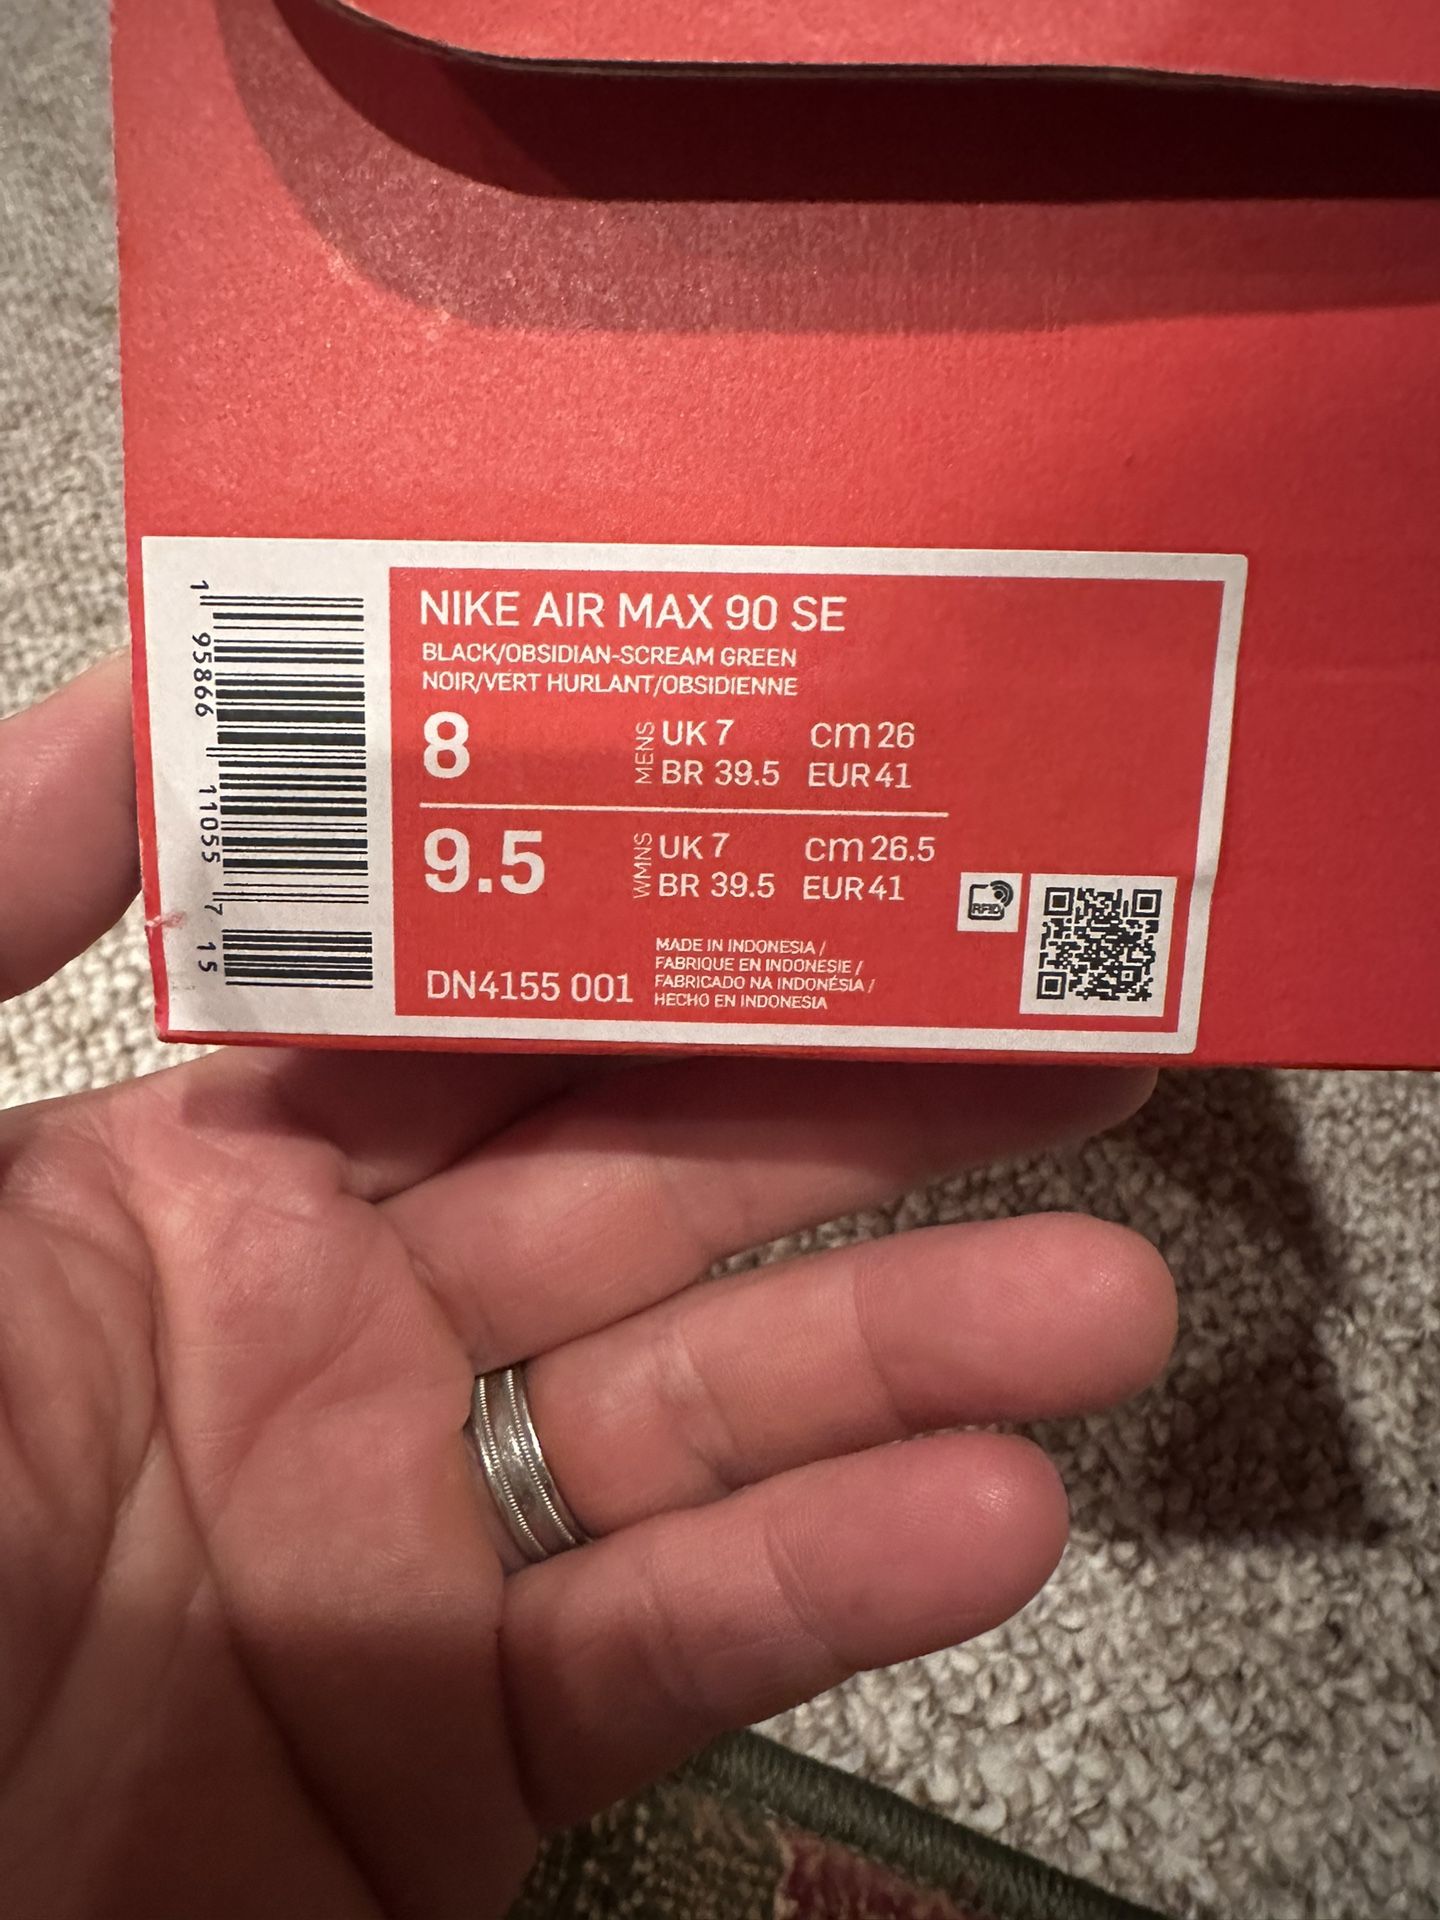 NIKE AIR MAX 90 SE
BLACK/OBSIDIAN-SCREAM GREEN
NOIR/VERT HURLANT/OBSIDIENNE
8 MENS UK 7 cm 26
BR 39.5 EUR 41
9.5 WMNS UK 7 cm 26.5
BR 39.5 EUR 41
DN4155 001
MADE IN INDONESIA /
FABRIQUE EN INDONESIE /
FABRICADO NA INDONÉSIA /
HECHO EN INDONESIA
RFID
1 95866 11055 7 15